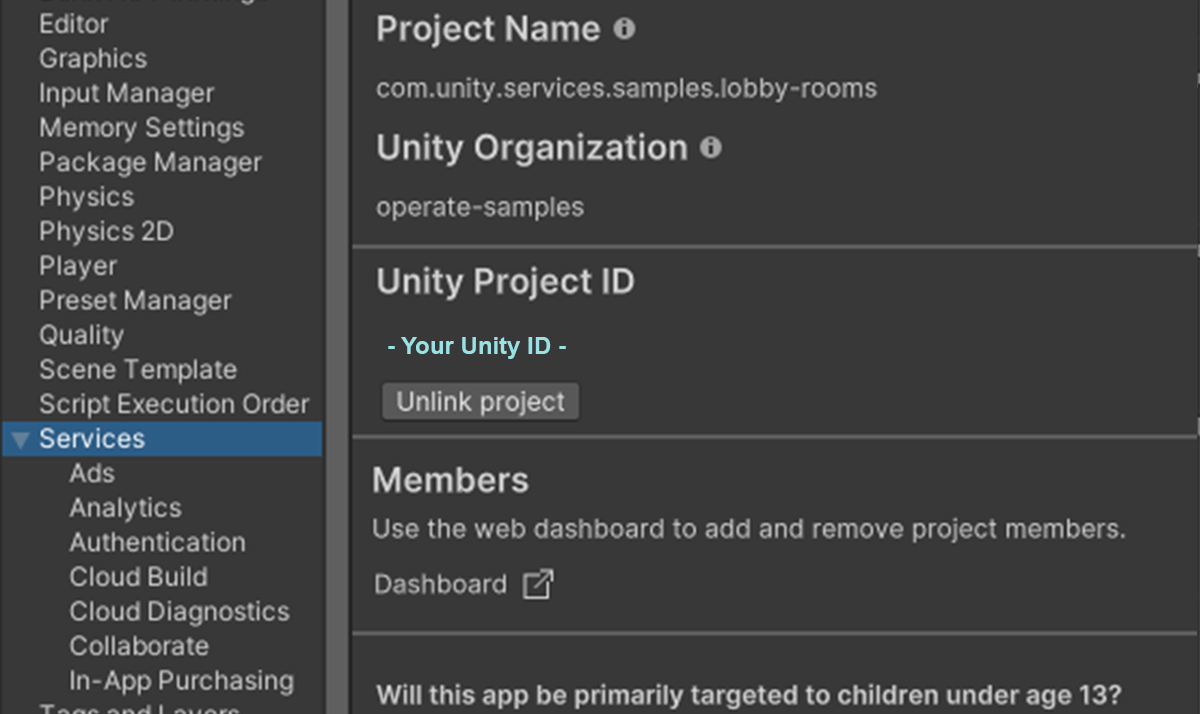 Editor
Graphics
Input Manager
Memory Settings
Package Manager
Physics
Physics 2D
Player
Preset Manager
Quality
Scene Template
Script Execution Order
Services
Ads
Analytics
Authentication
Cloud Build
Cloud Diagnostics
Collaborate
In-App Purchasing
Tags and Layers
Project Name
com.unity.services.samples.lobby-rooms
Unity Organization
operate-samples
Unity Project ID
- Your Unity ID -
Unlink project
Members
Use the web dashboard to add and remove project members.
Dashboard
Will this app be primarily targeted to children under age 13?